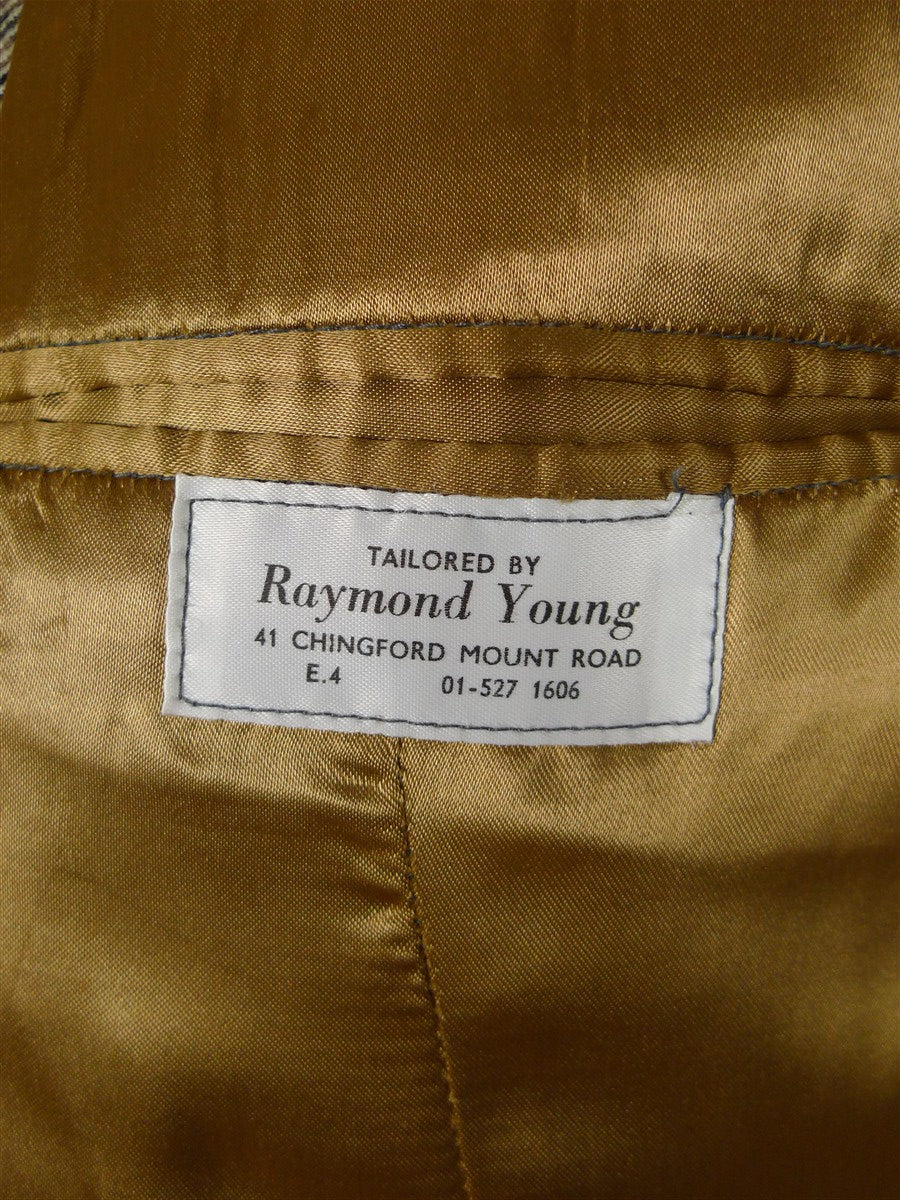 TAILORED BY
Raymond Young
41 CHINGFORD MOUNT ROAD
E.4 01-527 1606